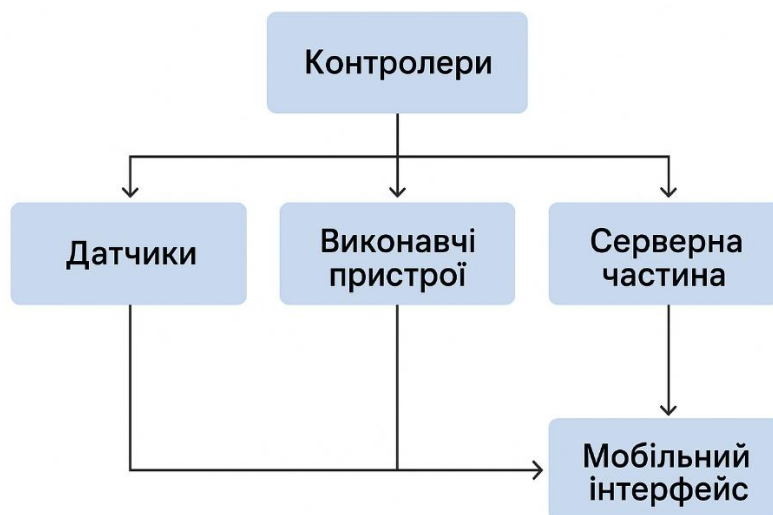 Контролери
Датчики
Виконавчі
пристрої
Серверна
частина
Мобільний
інтерфейс